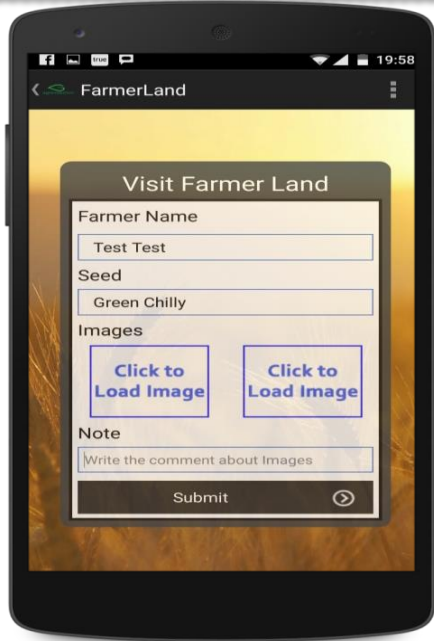 true
19:58
FarmerLand
Visit Farmer Land
Farmer Name
Test Test
Seed
Green Chilly
Images
Click to
Load Image
Click to
Load Image
Note
Write the comment about Images
Submit